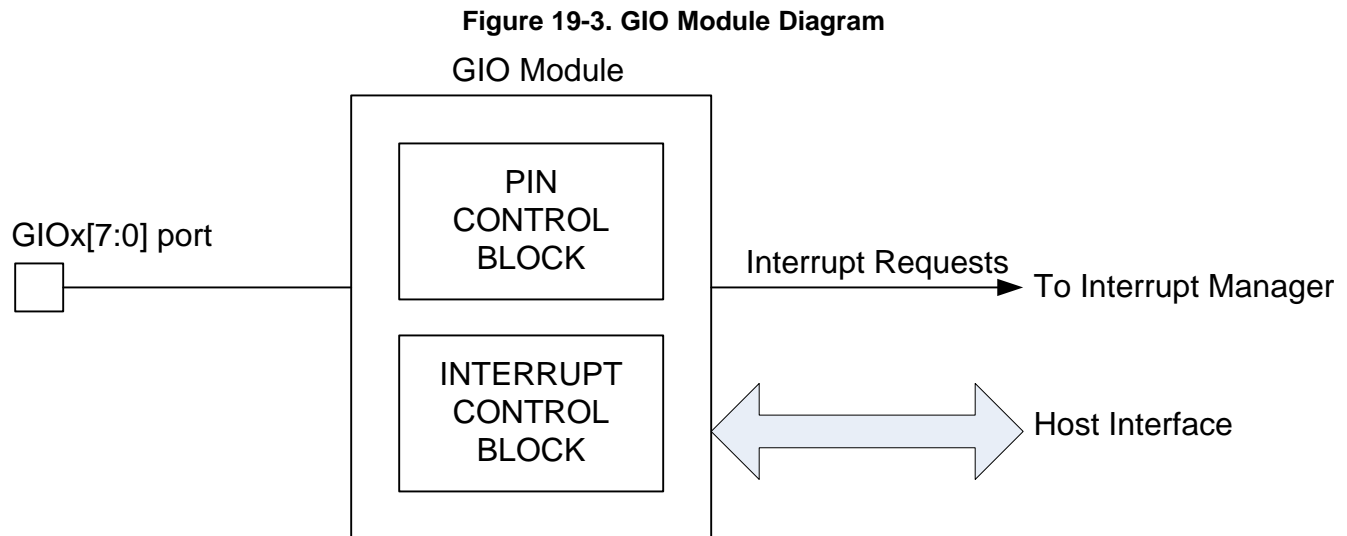 Figure 19-3. GIO Module Diagram
GIO Module
PIN
CONTROL
BLOCK
GIOx[7:0] port
Interrupt Requests
To Interrupt Manager
INTERRUPT
CONTROL
BLOCK
Host Interface